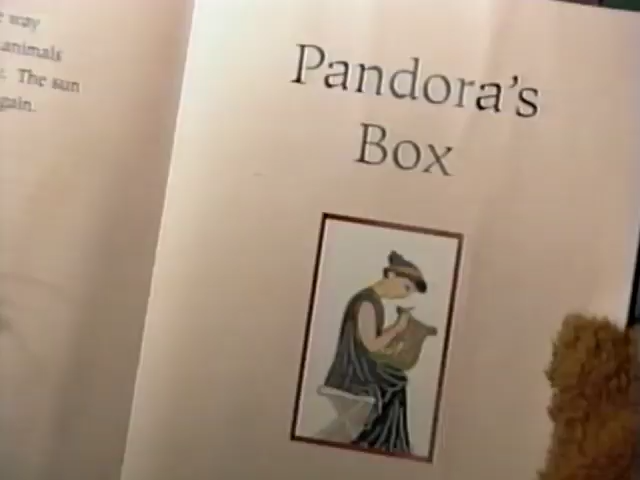 way
animals
The sun
gain.
Pandora's
Box